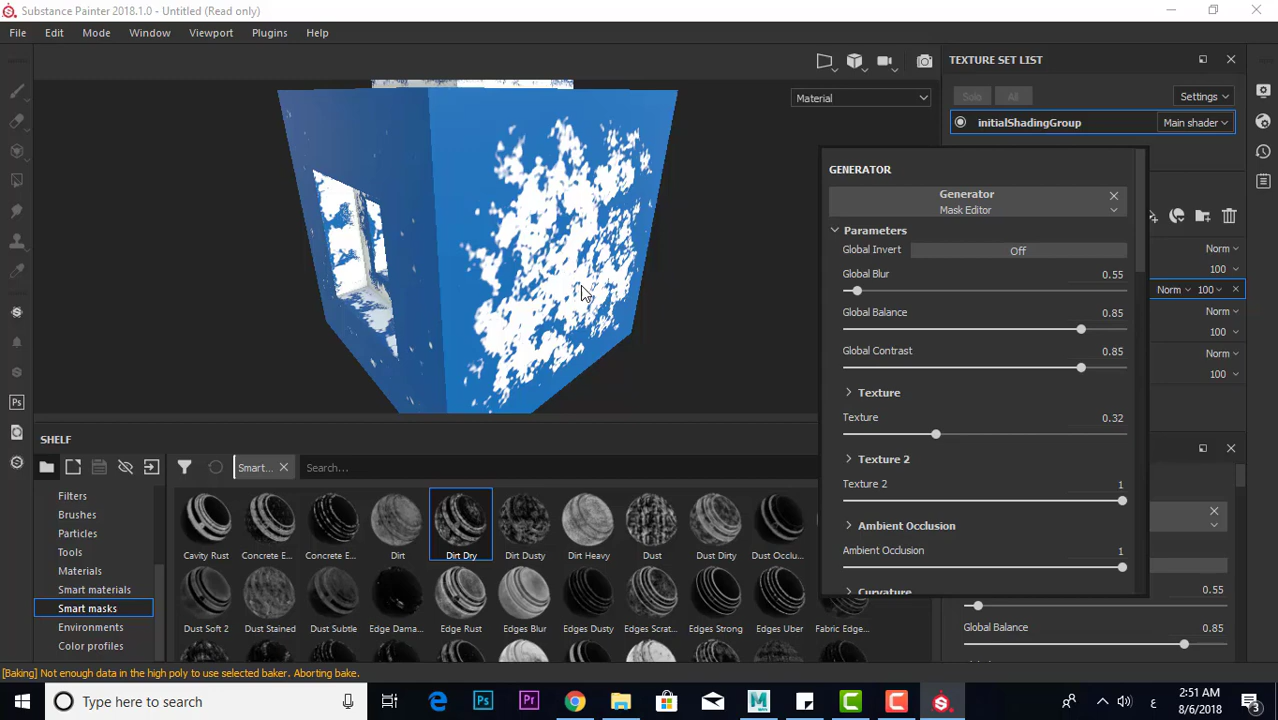 Substance Painter 2018.1.0 - Untitled (Read only)
File Edit Mode Window Viewport Plugins Help
Material
TEXTURE SET LIST
Solo All Settings
initialShadingGroup Main shader
GENERATOR
Generator
Mask Editor
Parameters
Global Invert Off
Global Blur 0.55
Global Balance 0.85
Global Contrast 0.85
Texture
Texture 0.32
Texture 2
Texture 2 1
Ambient Occlusion
Ambient Occlusion 1
Curvature
Norm
100
Norm 100
Norm
100
Norm
100
0.55
Global Balance 0.85
SHELF
Smart... Search...
Filters
Brushes
Particles
Tools
Materials
Smart materials
Smart masks
Environments
Color profiles
Cavity Rust Concrete E... Concrete E... Dirt Dirt Dry Dirt Dusty Dirt Heavy Dust Dust Dirty Dust Occlu...
Dust Soft 2 Dust Stained Dust Subtle Edge Dama... Edge Rust Edges Blur Edges Dusty Edges Scrat... Edges Strong Edges Uber Fabric Edge...
[Baking] Not enough data in the high poly to use selected baker. Aborting bake.
Type here to search
Ps
Pr
ع
2:51 AM
8/6/2018
3